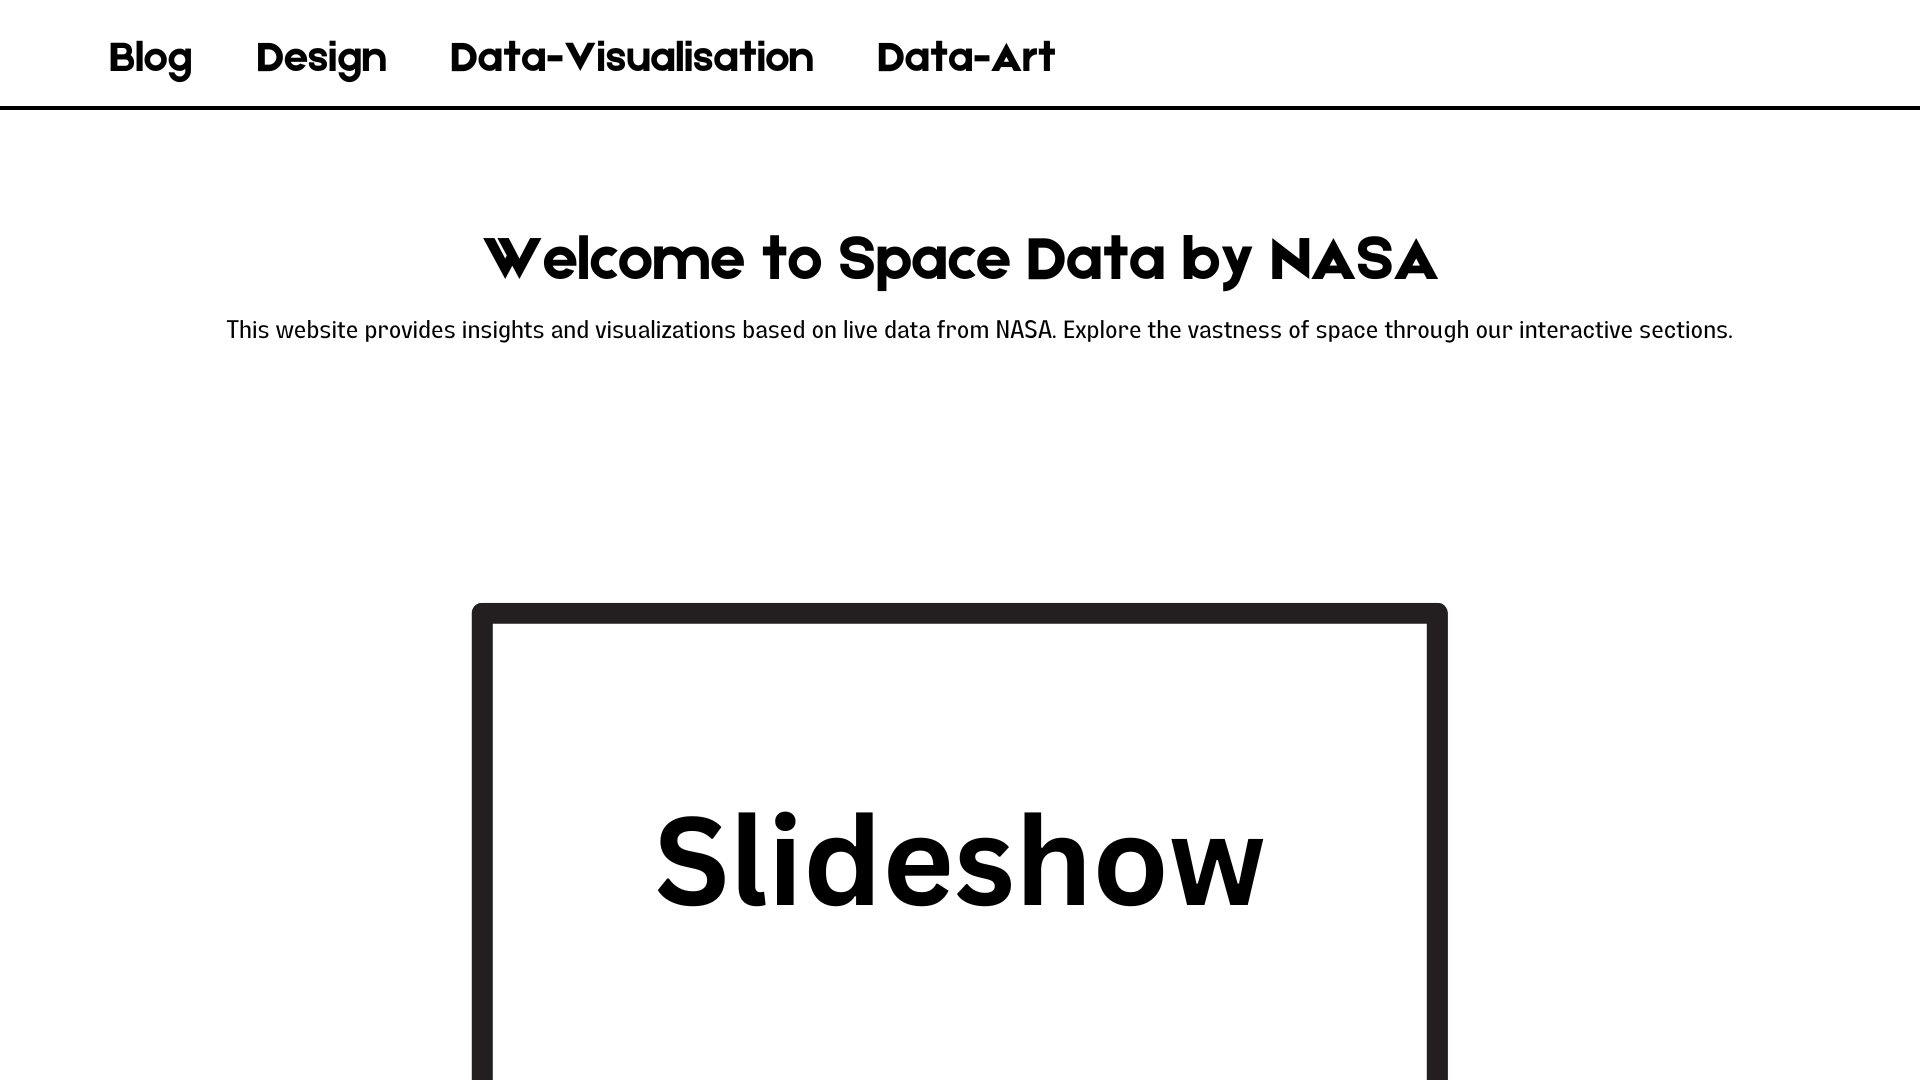 Blog Design Data-Visualisation Data-Art
Welcome to Space Data by NASA
This website provides insights and visualizations based on live data from NASA. Explore the vastness of space through our interactive sections.
Slideshow